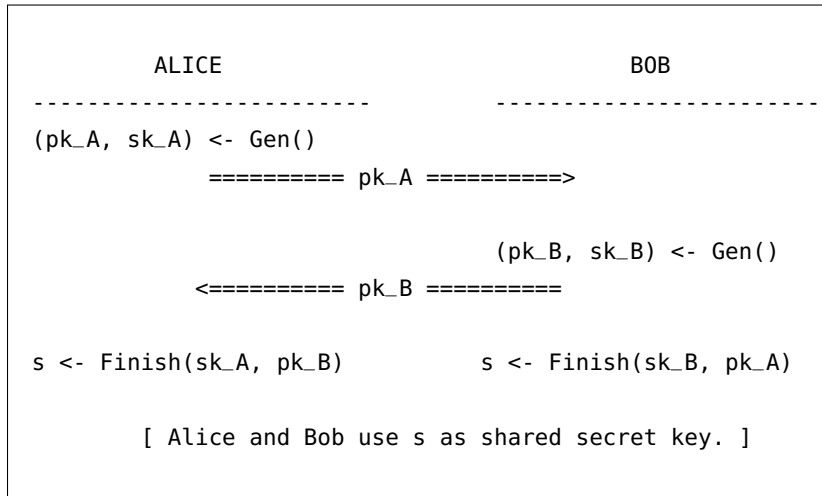 ALICE BOB
------------------------- -------------------------
(pk_A, sk_A) <- Gen()
========== pk_A ==========>
(pk_B, sk_B) <- Gen()
<========== pk_B ==========
s <- Finish(sk_A, pk_B) s <- Finish(sk_B, pk_A)
[ Alice and Bob use s as shared secret key. ]